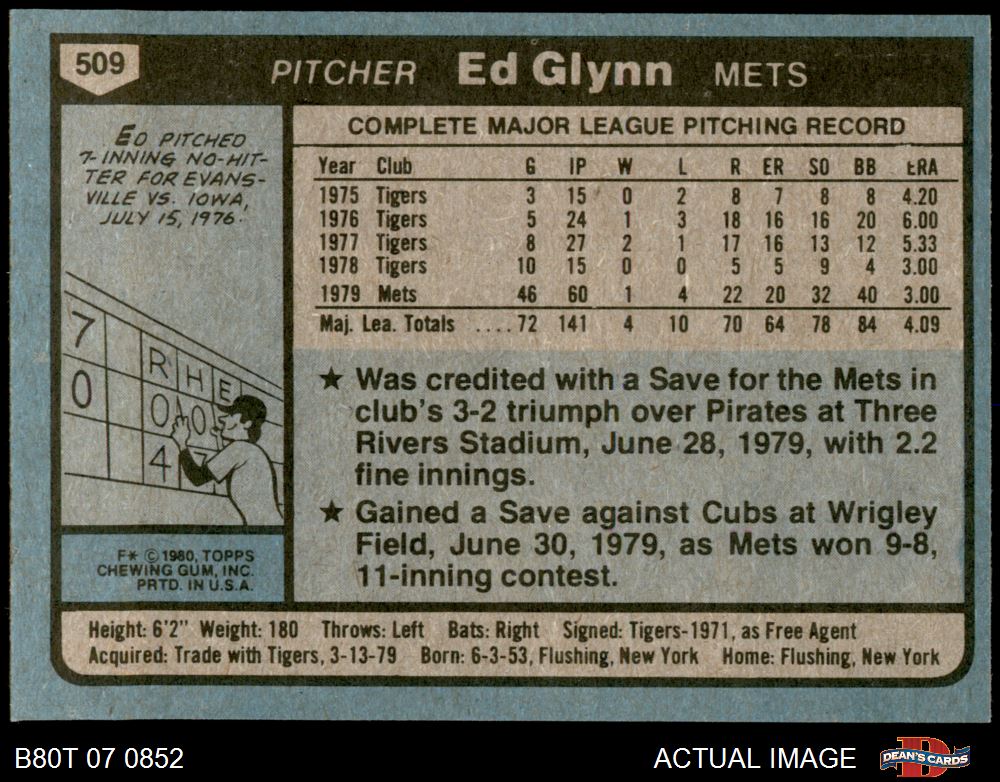 509
PITCHER Ed Glynn METS
ED PITCHED
7-INNING NO-HIT-
TER FOR EVANS-
VILLE VS. IOWA,
JULY 15, 1976.
7
R H E
0 0 0
4 7
F✶ © 1980, TOPPS
CHEWING GUM, INC.
PRTD. IN U.S.A.
COMPLETE MAJOR LEAGUE PITCHING RECORD
Year Club G IP W L R ER SO BB ERA
1975 Tigers 3 15 0 2 8 7 8 8 4.20
1976 Tigers 5 24 1 3 18 16 16 20 6.00
1977 Tigers 8 27 2 1 17 16 13 12 5.33
1978 Tigers 10 15 0 0 5 5 9 4 3.00
1979 Mets 46 60 1 4 22 20 32 40 3.00
Maj. Lea. Totals ....72 141 4 10 70 64 78 84 4.09
★ Was credited with a Save for the Mets in
club's 3-2 triumph over Pirates at Three
Rivers Stadium, June 28, 1979, with 2.2
fine innings.
★ Gained a Save against Cubs at Wrigley
Field, June 30, 1979, as Mets won 9-8,
11-inning contest.
Height: 6'2" Weight: 180 Throws: Left Bats: Right Signed: Tigers-1971, as Free Agent
Acquired: Trade with Tigers, 3-13-79 Born: 6-3-53, Flushing, New York Home: Flushing, New York
B80T 07 0852 ACTUAL IMAGE DEAN'S CARDS